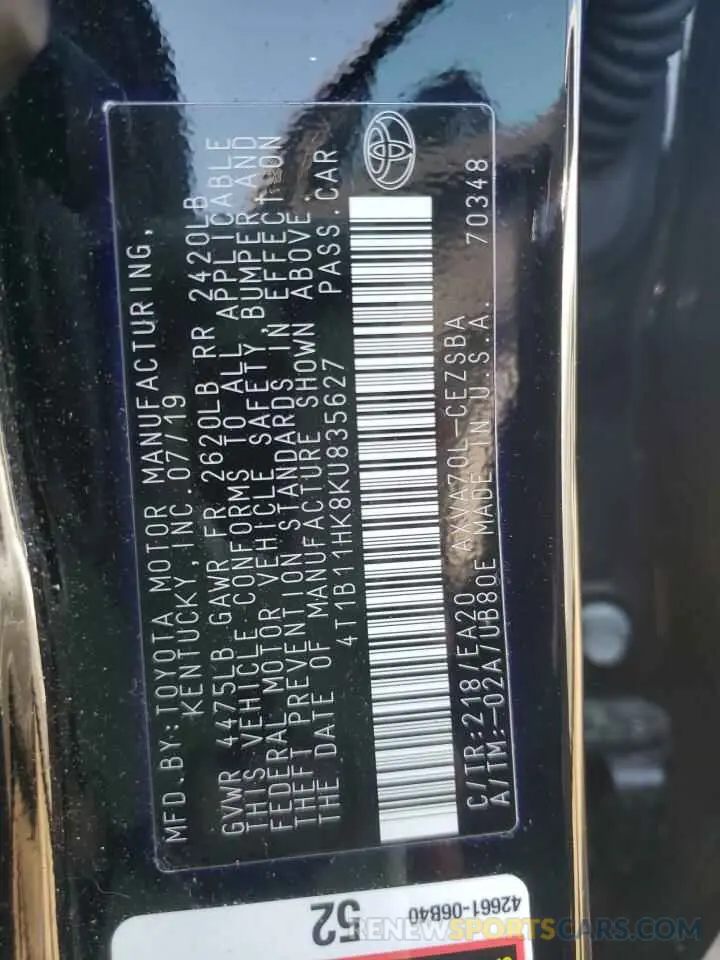 MFD.BY:TOYOTA MOTOR MANUFACTURING,
KENTUCKY,INC.07/19
GVWR 4475LB GAWR FR 2620LB RR 2420LB
THIS VEHICLE CONFORMS TO ALL APPLICABLE
FEDERAL MOTOR VEHICLE SAFETY,BUMPER AND
THEFT PREVENTION STANDARDS IN EFFECT ON
THE DATE OF MANUFACTURE SHOWN ABOVE.
4T1B11HK8KU835627 PASS.CAR
C/TR:218/EA20 AXVA70L-CEZSBA
A/TM:-02A/UB80E MADE IN U.S.A. 70348
52
42661-06B40
RENEWSPORTSCARS.COM